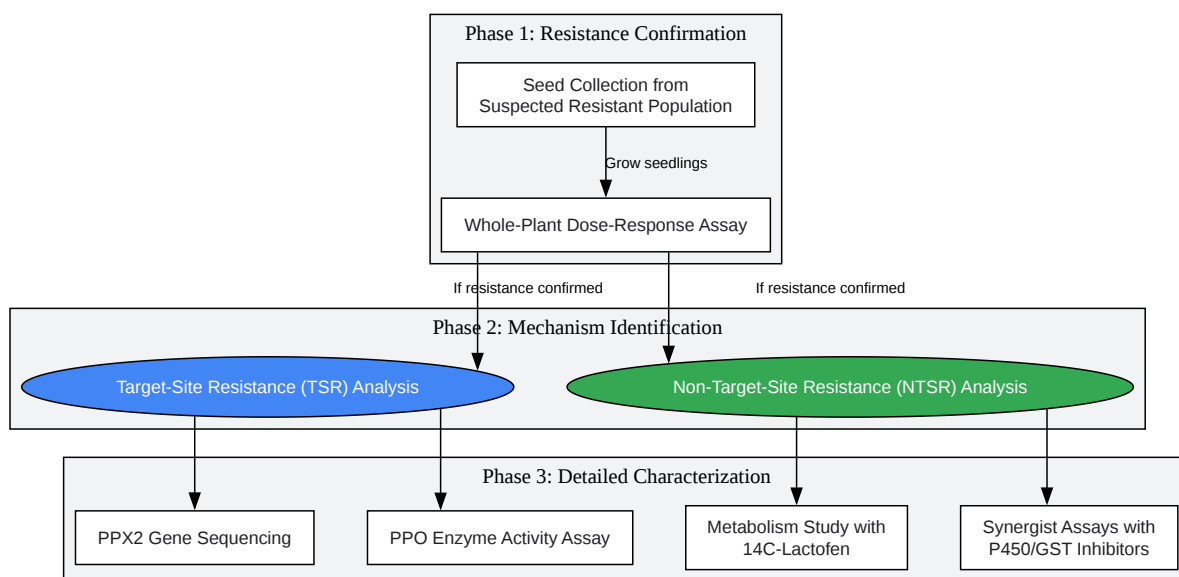 Phase 1: Resistance Confirmation
Seed Collection from
Suspected Resistant Population
Grow seedlings
Whole-Plant Dose-Response Assay
If resistance confirmed
If resistance confirmed
Phase 2: Mechanism Identification
Target-Site Resistance (TSR) Analysis
Non-Target-Site Resistance (NTSR) Analysis
Phase 3: Detailed Characterization
PPX2 Gene Sequencing
PPO Enzyme Activity Assay
Metabolism Study with
14C-Lactofen
Synergist Assays with
P450/GST Inhibitors